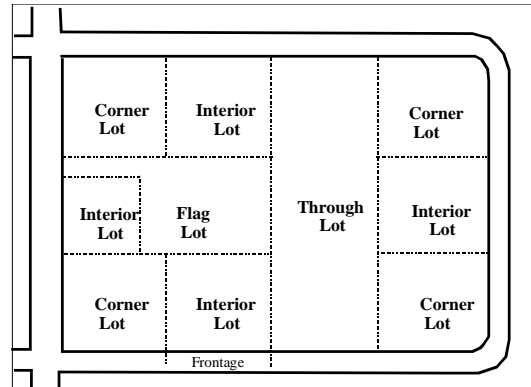 Corner
Lot
Interior
Lot
Corner
Lot
Interior
Lot
Flag
Lot
Through
Lot
Interior
Lot
Corner
Lot
Interior
Lot
Corner
Lot
Frontage